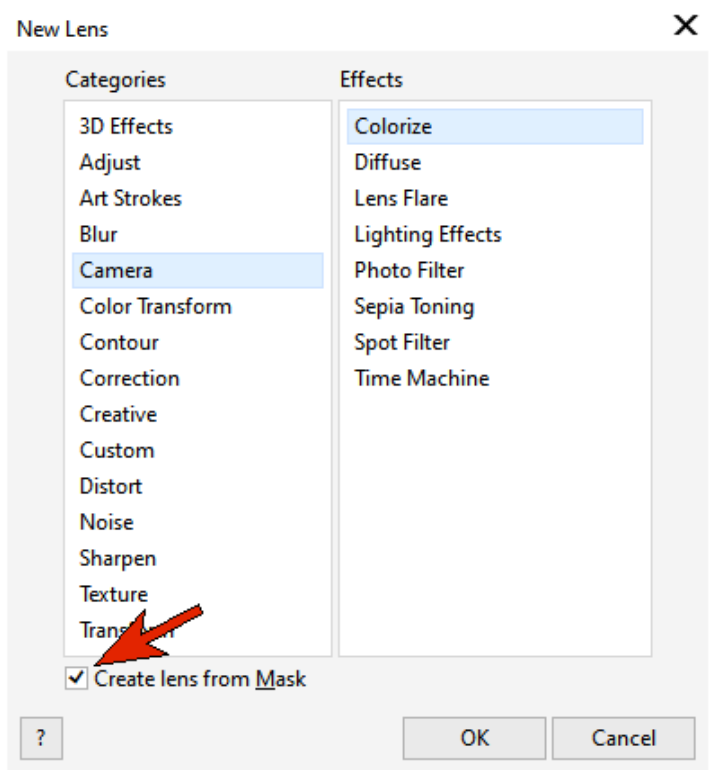 New Lens
Categories
Effects
3D Effects
Adjust
Art Strokes
Blur
Camera
Color Transform
Contour
Correction
Creative
Custom
Distort
Noise
Sharpen
Texture
Colorize
Diffuse
Lens Flare
Lighting Effects
Photo Filter
Sepia Toning
Spot Filter
Time Machine
Create lens from Mask
?
OK
Cancel